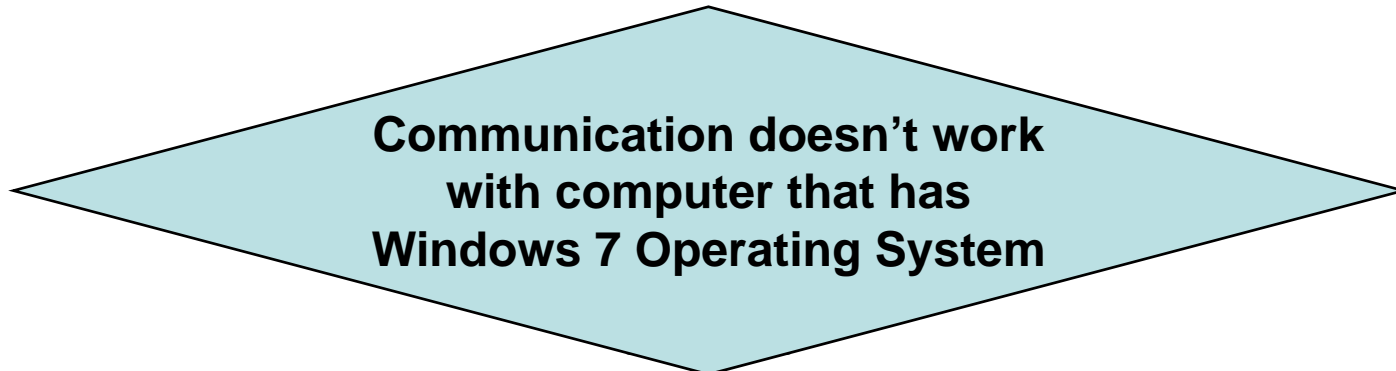 Communication doesn’t work
with computer that has
Windows 7 Operating System